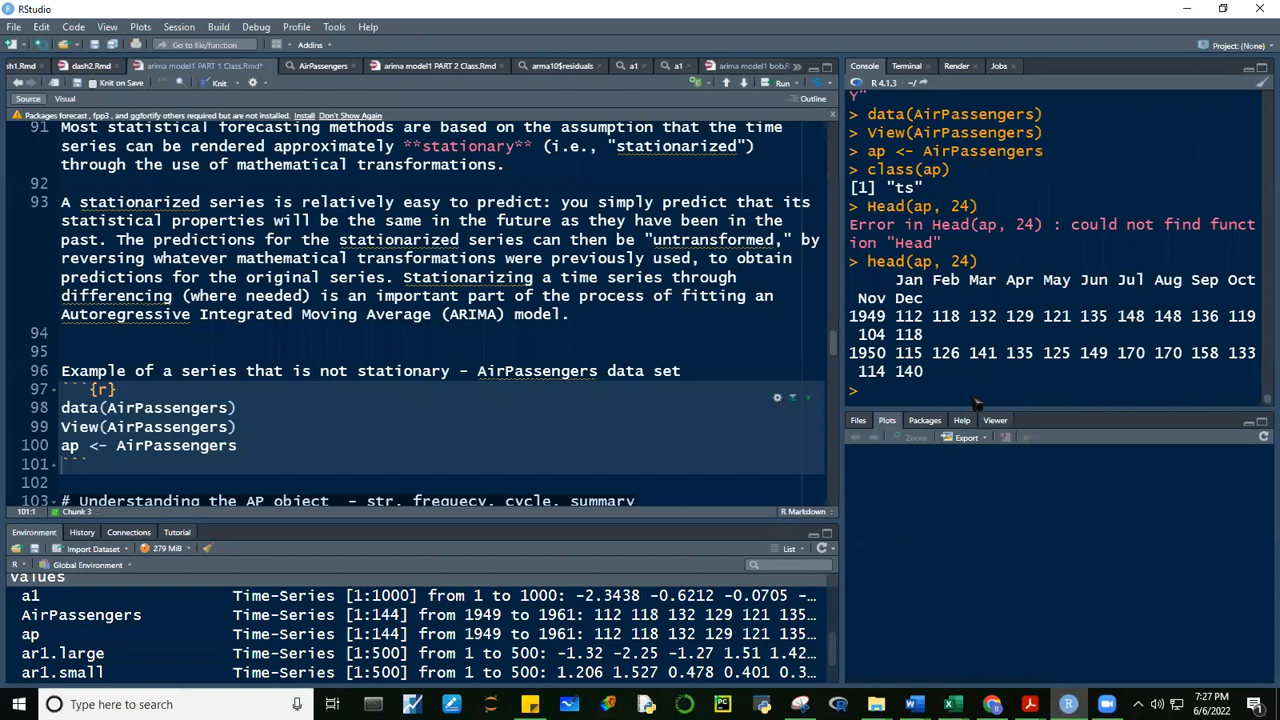 RStudio
File Edit Code View Plots Session Build Debug Profile Tools Help
Go to file/function Addins Project: (None)
sh1.Rmd dash2.Rmd arima model1 PART 1 Class.Rmd* AirPassengers arima model1 PART 2 Class.Rmd arma10$residuals a1 a1 arima model1 bob.R
Knit on Save Knit Run
Source Visual Outline
Packages forecast, fpp3, and ggfortify others required but are not installed. Install Don't Show Again
91 Most statistical forecasting methods are based on the assumption that the time
series can be rendered approximately **stationary** (i.e., "stationarized")
through the use of mathematical transformations.
92
93 A stationarized series is relatively easy to predict: you simply predict that its
statistical properties will be the same in the future as they have been in the
past. The predictions for the stationarized series can then be "untransformed," by
reversing whatever mathematical transformations were previously used, to obtain
predictions for the original series. Stationarizing a time series through
differencing (where needed) is an important part of the process of fitting an
Autoregressive Integrated Moving Average (ARIMA) model.
94
95
96 Example of a series that is not stationary - AirPassengers data set
97 ```{r}
98 data(AirPassengers)
99 View(AirPassengers)
100 ap <- AirPassengers
101 ```
102
103 # Understanding the AP object - str, frequecy, cycle, summary
101:1 Chunk 3 R Markdown
Environment History Connections Tutorial
Import Dataset 279 MiB List
R Global Environment
values
a1 Time-Series [1:1000] from 1 to 1000: -2.3438 -0.6212 -0.0705 -…
AirPassengers Time-Series [1:144] from 1949 to 1961: 112 118 132 129 121 135…
ap Time-Series [1:144] from 1949 to 1961: 112 118 132 129 121 135…
ar1.large Time-Series [1:500] from 1 to 500: -1.32 -2.25 -1.27 1.51 1.42…
ar1.small Time-Series [1:500] from 1 to 500: 1.206 1.527 0.478 0.401 0.3…
Console Terminal Render Jobs
R 4.1.3 · ~/
Y"
> data(AirPassengers)
> View(AirPassengers)
> ap <- AirPassengers
> class(ap)
[1] "ts"
> Head(ap, 24)
Error in Head(ap, 24) : could not find funct
ion "Head"
> head(ap, 24)
Jan Feb Mar Apr May Jun Jul Aug Sep Oct
Nov Dec
1949 112 118 132 129 121 135 148 148 136 119
104 118
1950 115 126 141 135 125 149 170 170 158 133
114 140
>
Files Plots Packages Help Viewer
Zoom Export
Type here to search
7:27 PM
6/6/2022